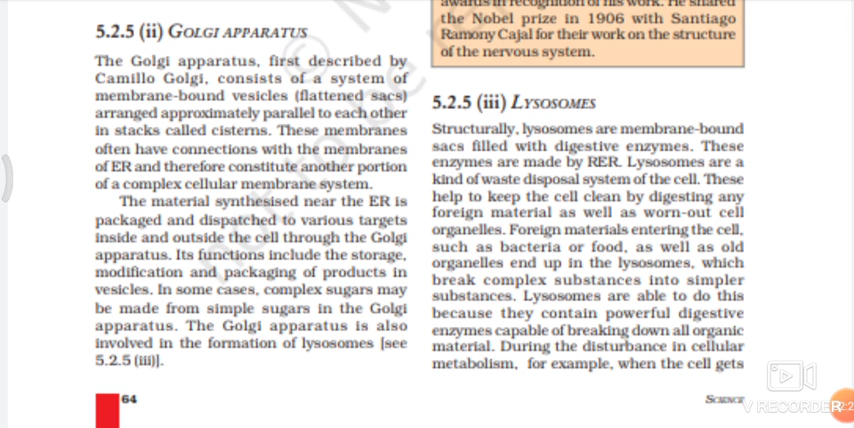 5.2.5 (ii) GOLGI APPARATUS
The Golgi apparatus, first described by
Camillo Golgi, consists of a system of
membrane-bound vesicles (flattened sacs)
arranged approximately parallel to each other
in stacks called cisterns. These membranes
often have connections with the membranes
of ER and therefore constitute another portion
of a complex cellular membrane system.
The material synthesised near the ER is
packaged and dispatched to various targets
inside and outside the cell through the Golgi
apparatus. Its functions include the storage,
modification and packaging of products in
vesicles. In some cases, complex sugars may
be made from simple sugars in the Golgi
apparatus. The Golgi apparatus is also
involved in the formation of lysosomes [see
5.2.5 (iii)].
64
awards in recognition of his work. He shared
the Nobel prize in 1906 with Santiago
Ramony Cajal for their work on the structure
of the nervous system.
5.2.5 (iii) LYSOSOMES
Structurally, lysosomes are membrane-bound
sacs filled with digestive enzymes. These
enzymes are made by RER. Lysosomes are a
kind of waste disposal system of the cell. These
help to keep the cell clean by digesting any
foreign material as well as worn-out cell
organelles. Foreign materials entering the cell,
such as bacteria or food, as well as old
organelles end up in the lysosomes, which
break complex substances into simpler
substances. Lysosomes are able to do this
because they contain powerful digestive
enzymes capable of breaking down all organic
material. During the disturbance in cellular
metabolism, for example, when the cell gets
SCIENCE
V RECORDER
© N
not to be re